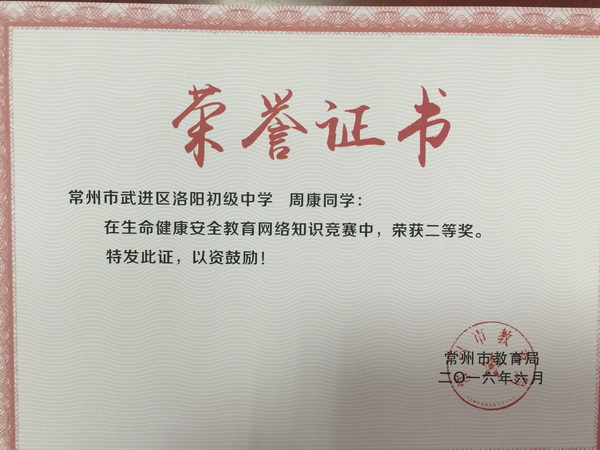 荣誉证书
常州市武进区洛阳初级中学 周康同学：
在生命健康安全教育网络知识竞赛中，荣获二等奖。
特发此证，以资鼓励！
常州市教育局
二〇一六年六月